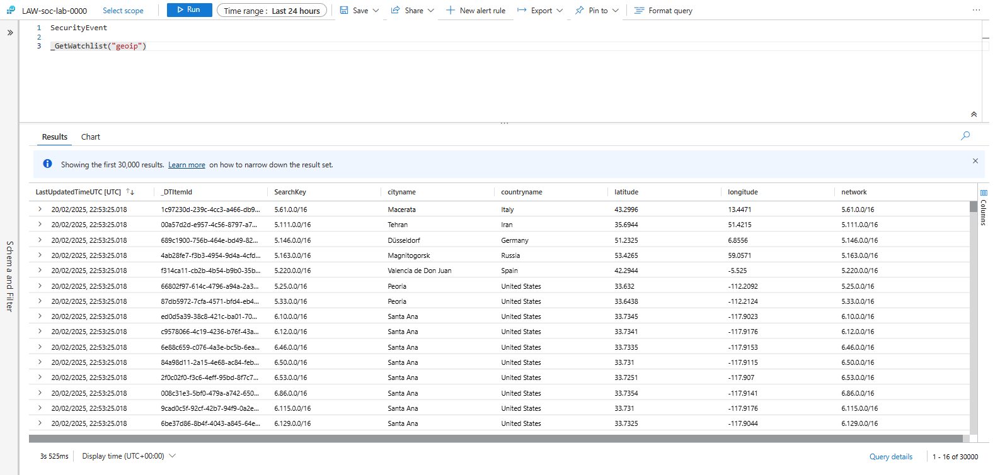 LAW-soc-lab-0000 Select scope Run Time range : Last 24 hours Save Share New alert rule Export Pin to Format query ...
1 SecurityEvent
2
3 _GetWatchlist("geoip")
Schema and Filter
Results Chart
Showing the first 30,000 results. Learn more on how to narrow down the result set.
LastUpdatedTimeUTC [UTC] _DTItemId SearchKey cityname countryname latitude longitude network
Columns
20/02/2025, 22:53:25.018 1c97230d-239c-4cc3-a466-db9... 5.61.0.0/16 Macerata Italy 43.2996 13.4471 5.61.0.0/16
20/02/2025, 22:53:25.018 00a57d2d-e957-4c56-8797-a7... 5.111.0.0/16 Tehran Iran 35.6944 51.4215 5.111.0.0/16
20/02/2025, 22:53:25.018 689c1900-756b-464e-bd49-82... 5.146.0.0/16 Düsseldorf Germany 51.2325 6.8556 5.146.0.0/16
20/02/2025, 22:53:25.018 4ab28fe7-f3b3-4954-9d4a-4cfd... 5.163.0.0/16 Magnitogorsk Russia 53.4265 59.0571 5.163.0.0/16
20/02/2025, 22:53:25.018 f314ca11-cb2b-4b54-b9b0-35b... 5.220.0.0/16 Valencia de Don Juan Spain 42.2944 -5.525 5.220.0.0/16
20/02/2025, 22:53:25.018 66802f97-614c-4796-a94a-2a3... 5.25.0.0/16 Peoria United States 33.632 -112.2092 5.25.0.0/16
20/02/2025, 22:53:25.018 87db5972-7cfa-4571-bfd4-eb4... 5.33.0.0/16 Peoria United States 33.6438 -112.2124 5.33.0.0/16
20/02/2025, 22:53:25.018 ed0d5a39-38c8-421c-ba01-70... 6.10.0.0/16 Santa Ana United States 33.7345 -117.9023 6.10.0.0/16
20/02/2025, 22:53:25.018 c9578066-4c19-4236-b76f-43a... 6.12.0.0/16 Santa Ana United States 33.7341 -117.9176 6.12.0.0/16
20/02/2025, 22:53:25.018 6e88c659-c076-4a3e-bc5b-6ea... 6.46.0.0/16 Santa Ana United States 33.7335 -117.9153 6.46.0.0/16
20/02/2025, 22:53:25.018 84a98d11-2a15-4e68-ac84-feb... 6.50.0.0/16 Santa Ana United States 33.731 -117.9115 6.50.0.0/16
20/02/2025, 22:53:25.018 2f0c02f0-f3c6-4eff-95bd-8f7c7... 6.53.0.0/16 Santa Ana United States 33.7251 -117.907 6.53.0.0/16
20/02/2025, 22:53:25.018 008c31e3-5bf0-479a-a742-650... 6.86.0.0/16 Santa Ana United States 33.7354 -117.9141 6.86.0.0/16
20/02/2025, 22:53:25.018 9cad0c5f-92cf-42b7-94f9-0a2e... 6.115.0.0/16 Santa Ana United States 33.731 -117.9176 6.115.0.0/16
20/02/2025, 22:53:25.018 6be37d86-8b4f-4043-a845-64e... 6.129.0.0/16 Santa Ana United States 33.7325 -117.9044 6.129.0.0/16
3s 525ms Display time (UTC+00:00) Query details 1 - 16 of 30000